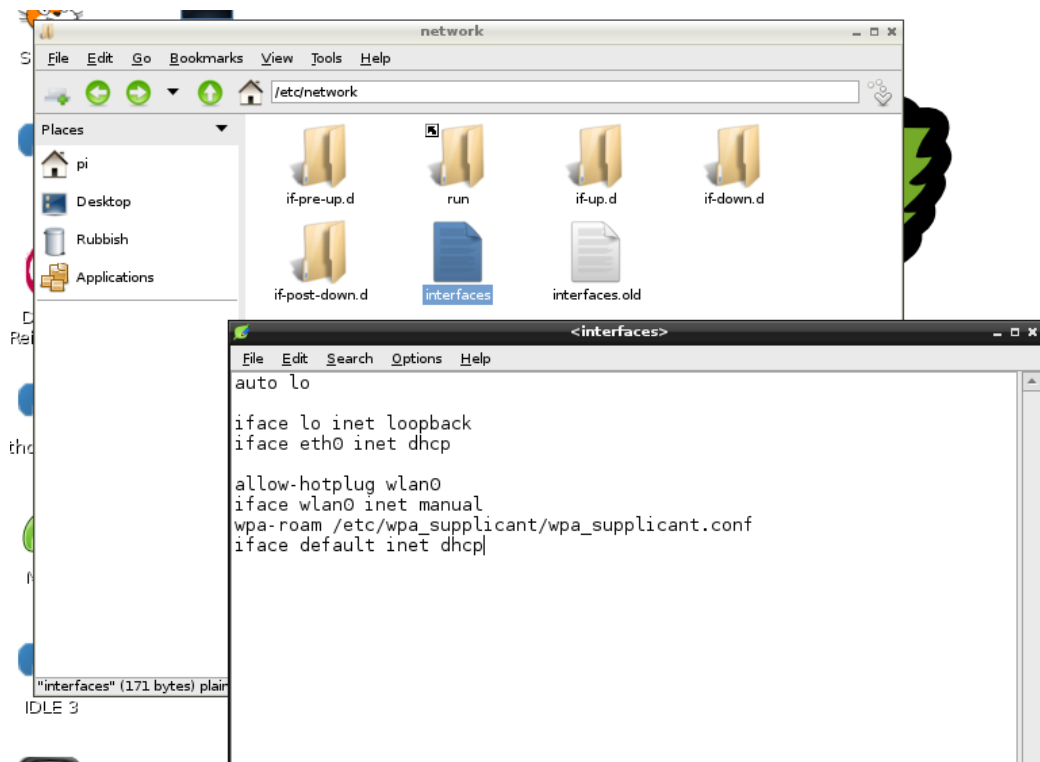 network
S
File Edit Go Bookmarks View Tools Help
/etc/network
Places
pi
Desktop
Rubbish
Applications
if-pre-up.d run if-up.d if-down.d
if-post-down.d interfaces interfaces.old
D
Rei
<interfaces>
File Edit Search Options Help
auto lo
iface lo inet loopback
iface eth0 inet dhcp
allow-hotplug wlan0
iface wlan0 inet manual
wpa-roam /etc/wpa_supplicant/wpa_supplicant.conf
iface default inet dhcp
"interfaces" (171 bytes) plain
IDLE 3